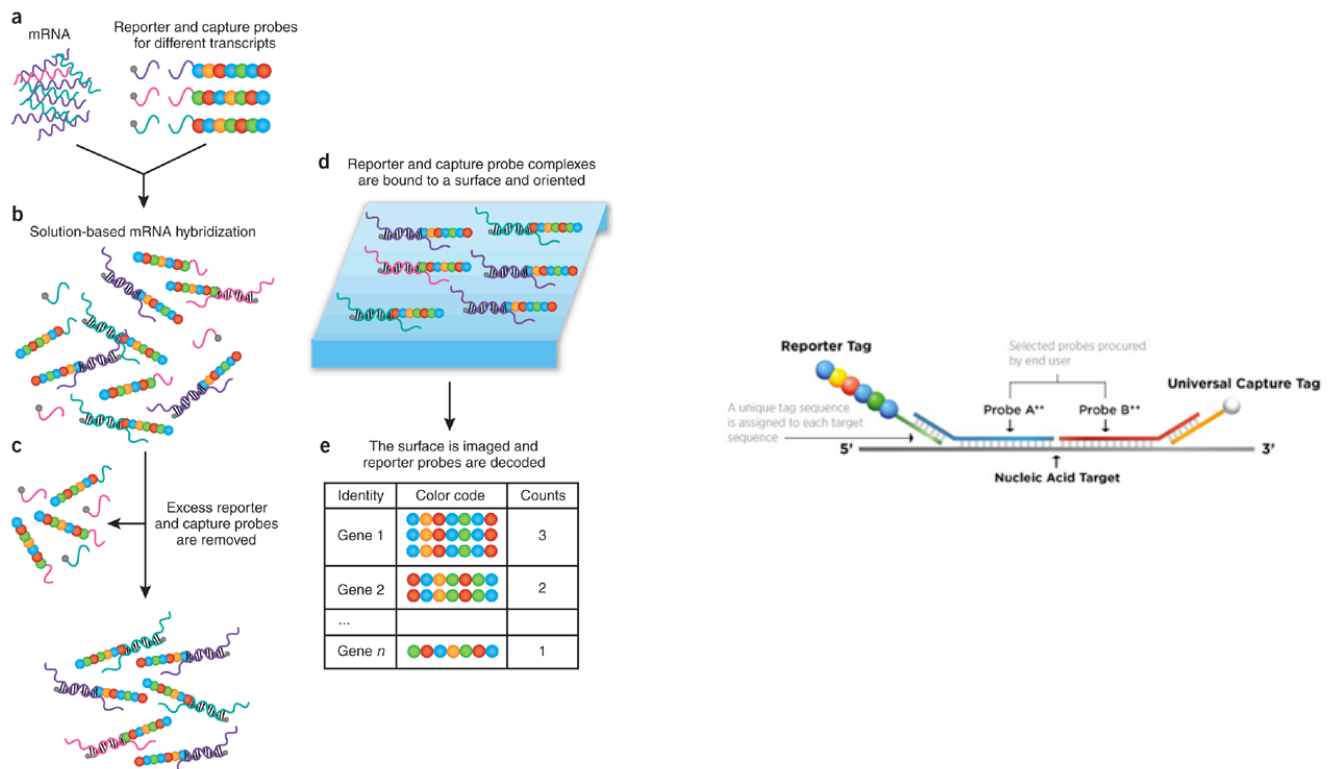 a
mRNA
Reporter and capture probes
for different transcripts
b
Solution-based mRNA hybridization
c
Excess reporter
and capture probes
are removed
d
Reporter and capture probe complexes
are bound to a surface and oriented
e
The surface is imaged and
reporter probes are decoded
Identity Color code Counts
Gene 1 3
Gene 2 2
...
Gene n 1
Selected probes procured
by end user
Reporter Tag
Universal Capture Tag
Probe A** Probe B**
A unique tag sequence
is assigned to each target
sequence
5' 3'
Nucleic Acid Target